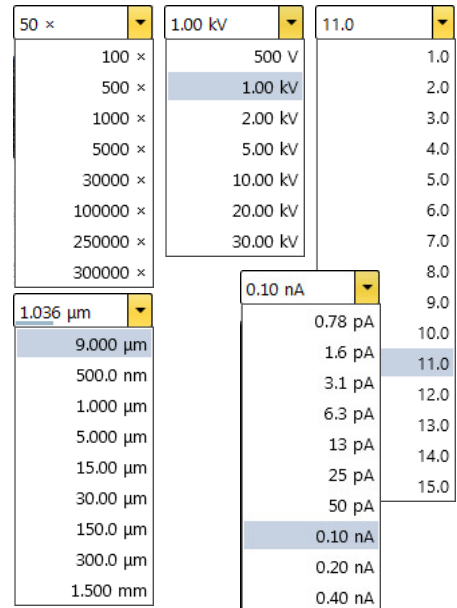 50 ×
100 ×
500 ×
1000 ×
5000 ×
30000 ×
100000 ×
250000 ×
300000 ×
1.00 kV
500 V
1.00 kV
2.00 kV
5.00 kV
10.00 kV
20.00 kV
30.00 kV
11.0
1.0
2.0
3.0
4.0
5.0
6.0
7.0
8.0
9.0
10.0
11.0
12.0
13.0
14.0
15.0
1.036 µm
9.000 µm
500.0 nm
1.000 µm
5.000 µm
15.00 µm
30.00 µm
150.0 µm
300.0 µm
1.500 mm
0.10 nA
0.78 pA
1.6 pA
3.1 pA
6.3 pA
13 pA
25 pA
50 pA
0.10 nA
0.20 nA
0.40 nA